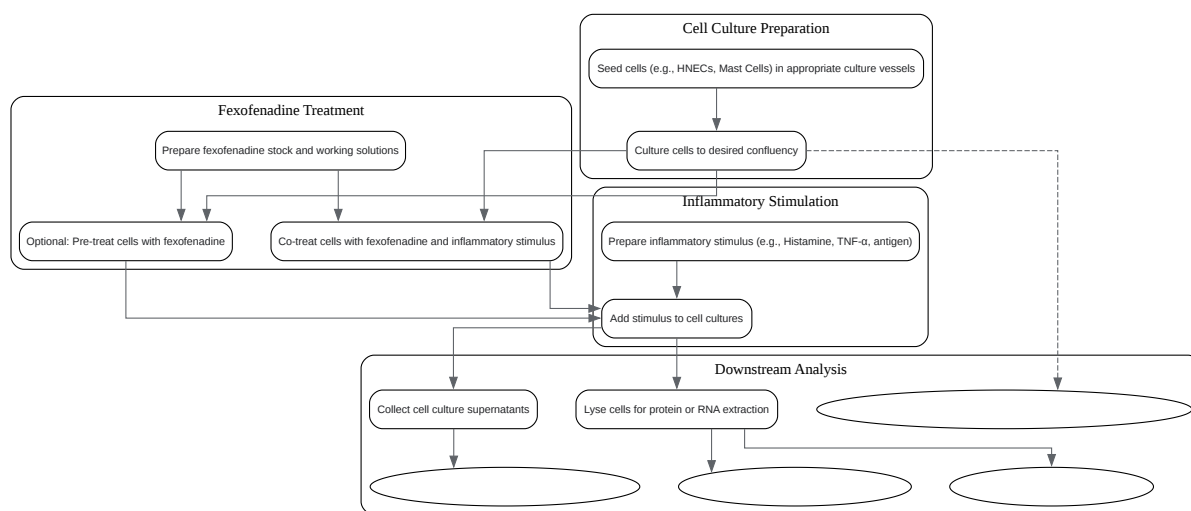 Cell Culture Preparation
Seed cells (e.g., HNECs, Mast Cells) in appropriate culture vessels
Culture cells to desired confluency
Fexofenadine Treatment
Prepare fexofenadine stock and working solutions
Optional: Pre-treat cells with fexofenadine
Co-treat cells with fexofenadine and inflammatory stimulus
Inflammatory Stimulation
Prepare inflammatory stimulus (e.g., Histamine, TNF-α, antigen)
Add stimulus to cell cultures
Downstream Analysis
Collect cell culture supernatants
Lyse cells for protein or RNA extraction